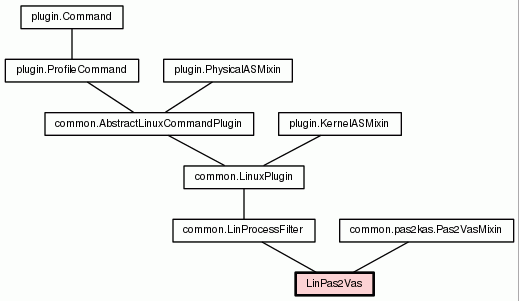 plugin.Command
plugin.ProfileCommand
plugin.PhysicalASMixin
common.AbstractLinuxCommandPlugin
plugin.KernelASMixin
common.LinuxPlugin
common.LinProcessFilter
common.pas2kas.Pas2VasMixin
LinPas2Vas